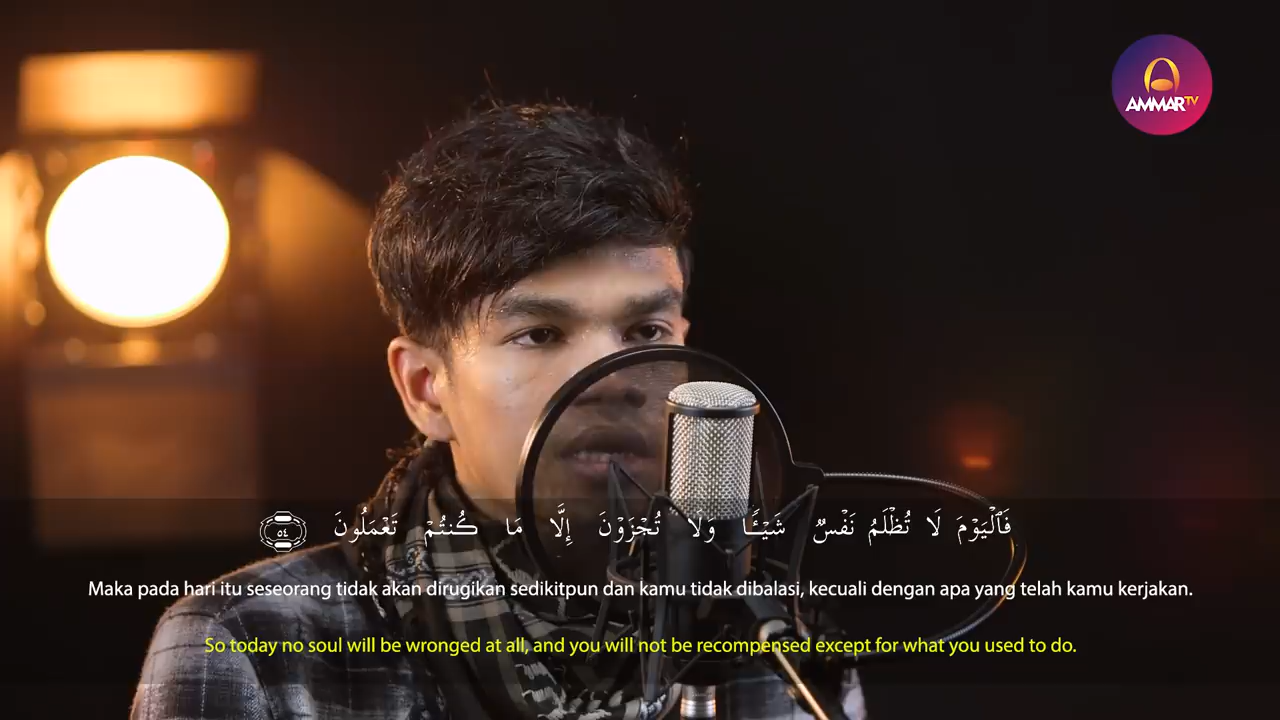 AMMARTV
فَٱلْيَوْمَ لَا تُظْلَمُ نَفْسٌ شَيْـًٔا وَلَا تُجْزَوْنَ إِلَّا مَا كُنتُمْ تَعْمَلُونَ ٥٤
Maka pada hari itu seseorang tidak akan dirugikan sedikitpun dan kamu tidak dibalasi, kecuali dengan apa yang telah kamu kerjakan.
So today no soul will be wronged at all, and you will not be recompensed except for what you used to do.